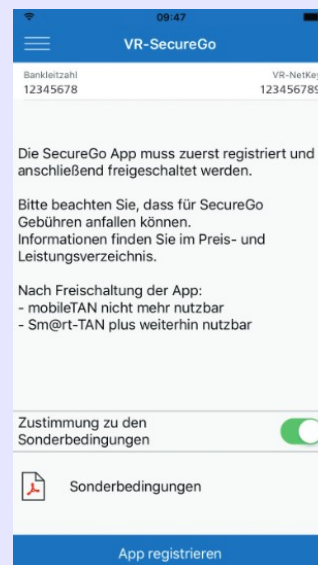 09:47
VR-SecureGo
Bankleitzahl VR-NetKey
12345678 123456789
Die SecureGo App muss zuerst registriert und
anschließend freigeschaltet werden.
Bitte beachten Sie, dass für SecureGo
Gebühren anfallen können.
Informationen finden Sie im Preis- und
Leistungsverzeichnis.
Nach Freischaltung der App:
- mobileTAN nicht mehr nutzbar
- Sm@rt-TAN plus weiterhin nutzbar
Zustimmung zu den
Sonderbedingungen
Sonderbedingungen
App registrieren